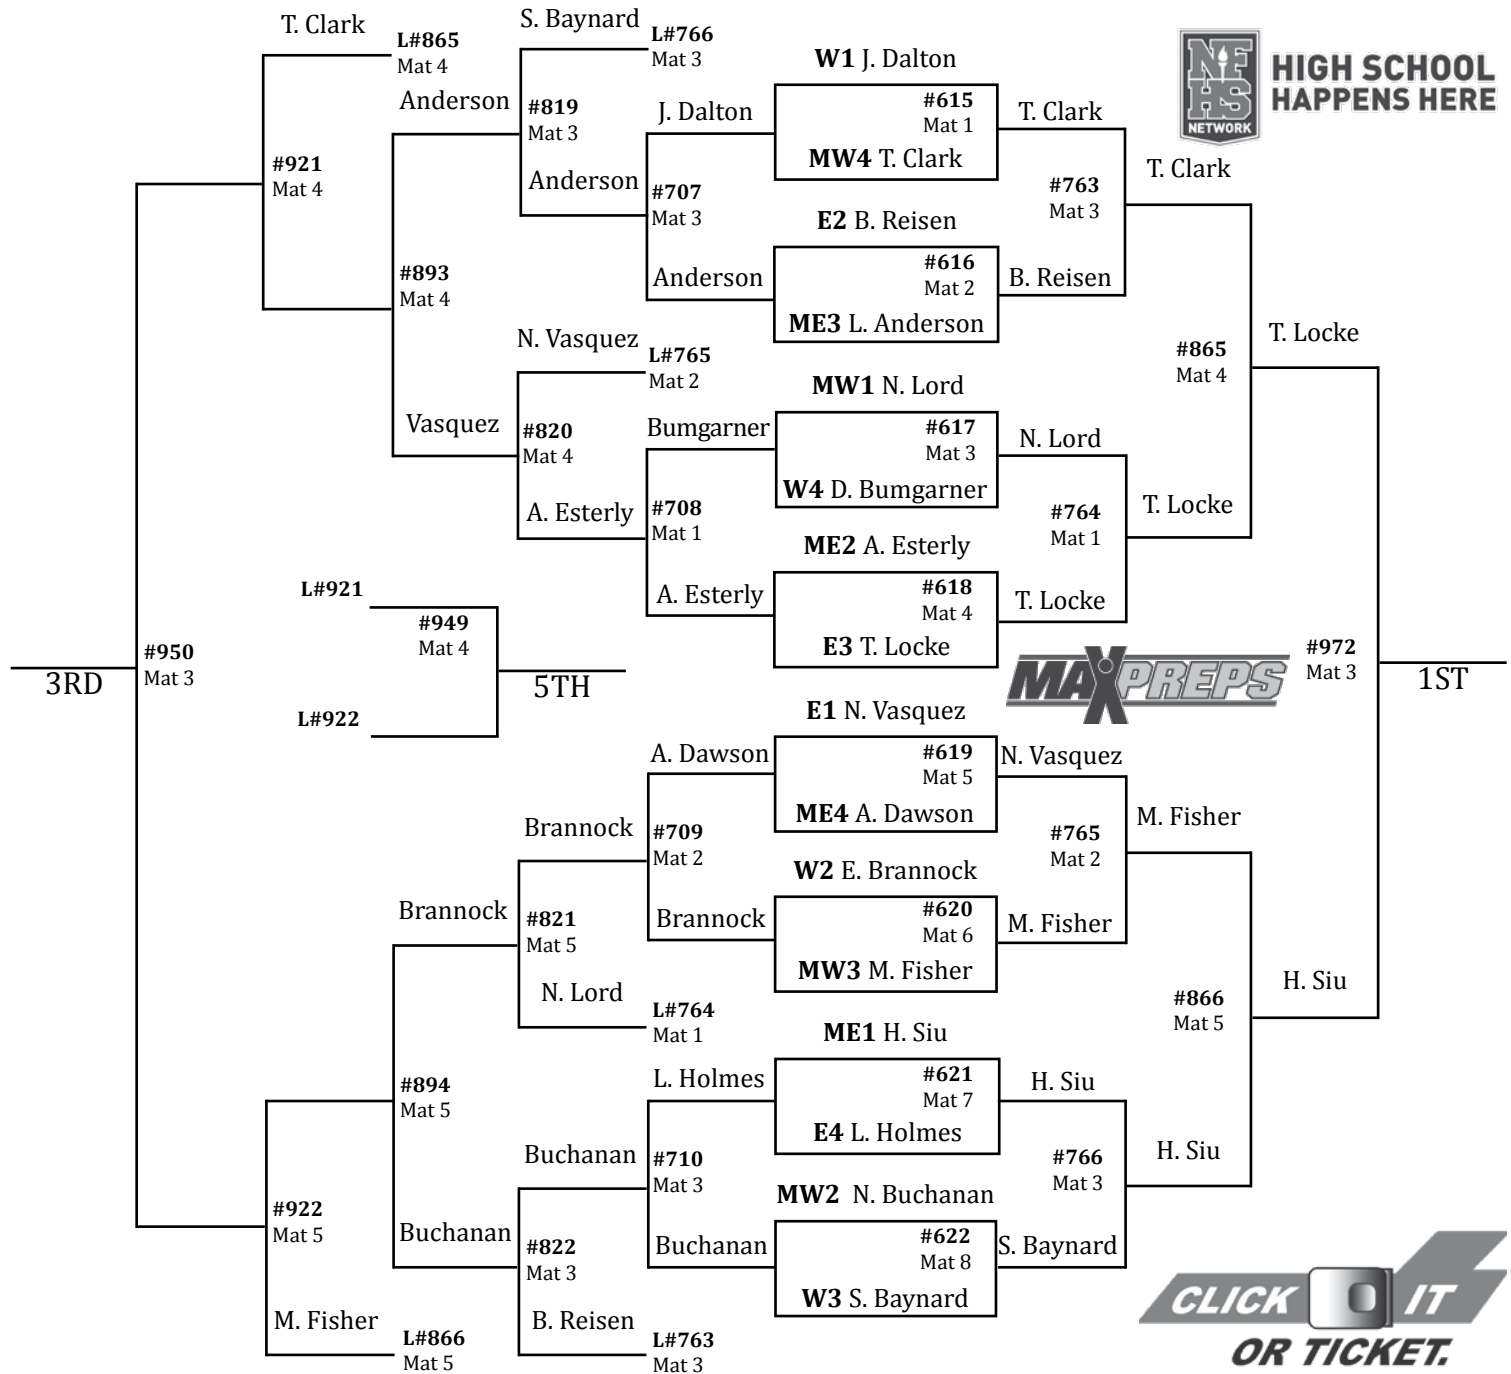 T. Clark
S. Baynard
L#865
Mat 4
L#766
Mat 3
NFHS
NETWORK
HIGH SCHOOL
HAPPENS HERE
W1 J. Dalton
Anderson
#819
Mat 3
J. Dalton
#615
Mat 1
T. Clark
MW4 T. Clark
#921
Mat 4
Anderson
#707
Mat 3
#763
Mat 3
T. Clark
E2 B. Reisen
#893
Mat 4
Anderson
#616
Mat 2
B. Reisen
ME3 L. Anderson
N. Vasquez
L#765
Mat 2
#865
Mat 4
T. Locke
MW1 N. Lord
Vasquez
#820
Mat 4
Bumgarner
#617
Mat 3
N. Lord
W4 D. Bumgarner
A. Esterly
#708
Mat 1
#764
Mat 1
T. Locke
ME2 A. Esterly
L#921
A. Esterly
#618
Mat 4
T. Locke
#949
Mat 4
E3 T. Locke
#950
Mat 3
3RD
5TH
MAXPREPS
#972
Mat 3
1ST
L#922
E1 N. Vasquez
A. Dawson
#619
Mat 5
N. Vasquez
ME4 A. Dawson
Brannock
#709
Mat 2
#765
Mat 2
M. Fisher
W2 E. Brannock
Brannock
#821
Mat 5
Brannock
#620
Mat 6
M. Fisher
MW3 M. Fisher
N. Lord
L#764
Mat 1
#866
Mat 5
H. Siu
ME1 H. Siu
#894
Mat 5
L. Holmes
#621
Mat 7
H. Siu
E4 L. Holmes
Buchanan
#710
Mat 3
#766
Mat 3
H. Siu
MW2 N. Buchanan
#922
Mat 5
Buchanan
#822
Mat 3
Buchanan
#622
Mat 8
S. Baynard
W3 S. Baynard
M. Fisher
L#866
Mat 5
B. Reisen
L#763
Mat 3
CLICK IT
OR TICKET.